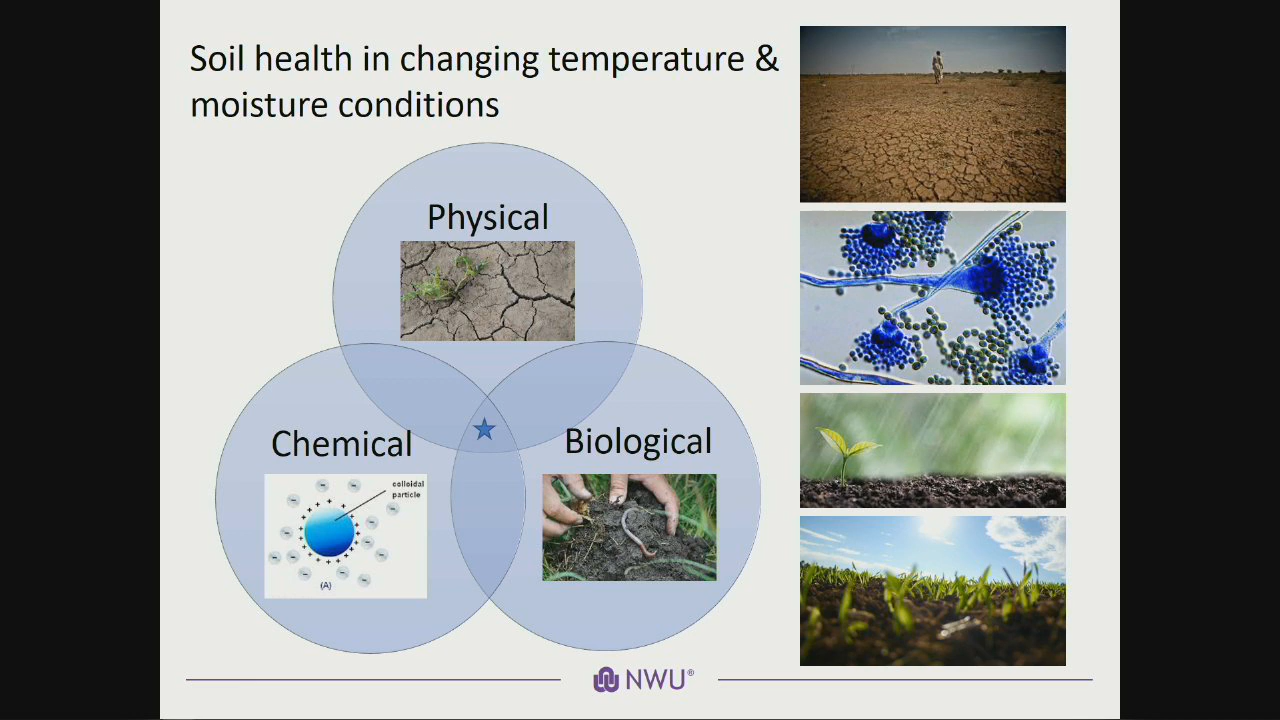 Soil health in changing temperature &
moisture conditions
Physical
Chemical
Biological
colloidal
particle
(A)
NWU®